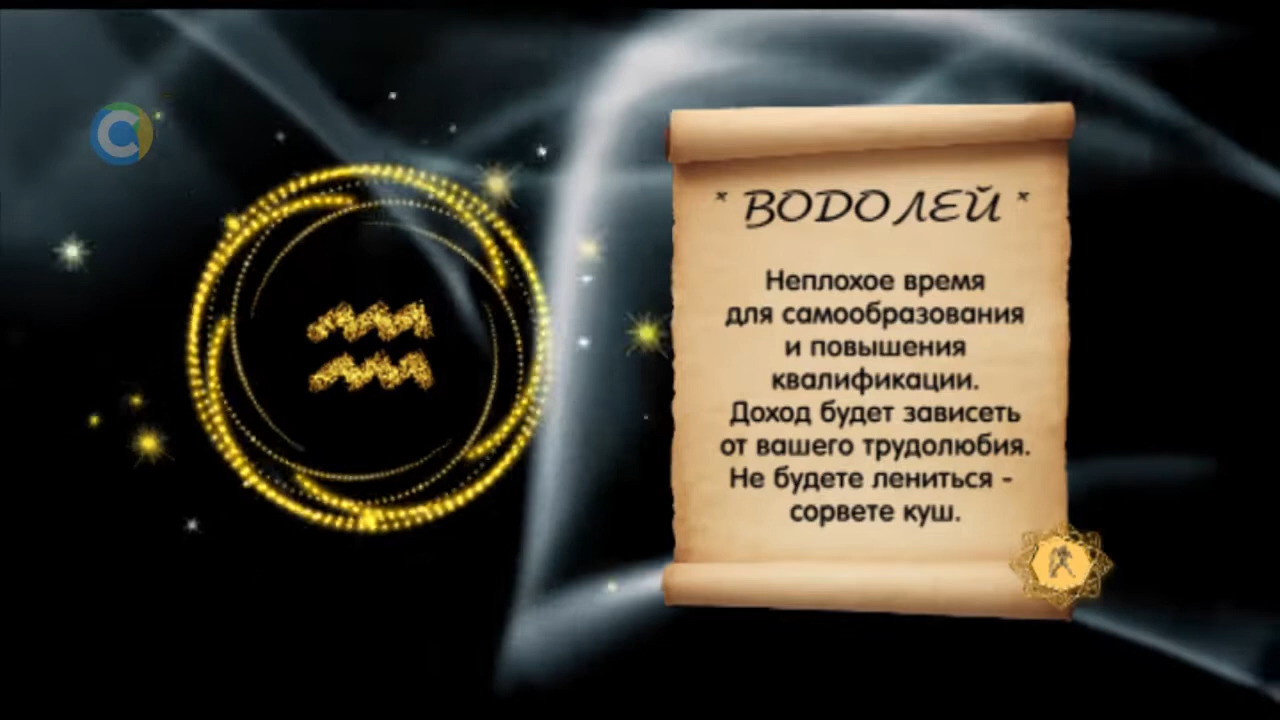 * ВОДОЛЕЙ *
Неплохое время
для самообразования
и повышения
квалификации.
Доход будет зависеть
от вашего трудолюбия.
Не будете лениться -
сорвете куш.